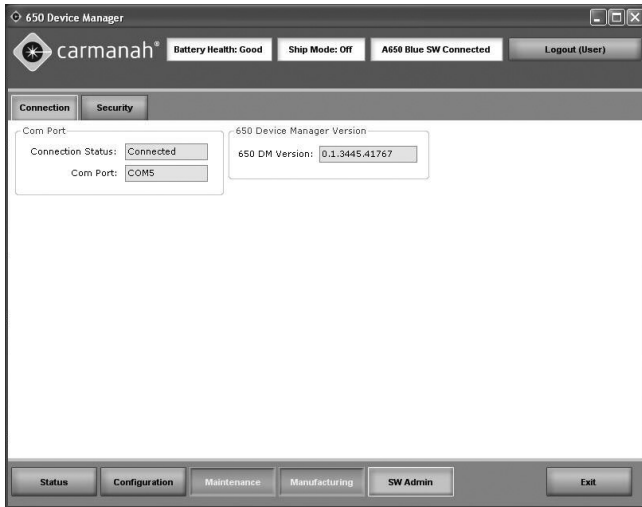 650 Device Manager
carmanah®
Battery Health: Good
Ship Mode: Off
A650 Blue SW Connected
Logout (User)
Connection
Security
Com Port
Connection Status: Connected
Com Port: COM5
650 Device Manager Version
650 DM Version: 0.1.3445.41767
Status
Configuration
Maintenance
Manufacturing
SW Admin
Exit